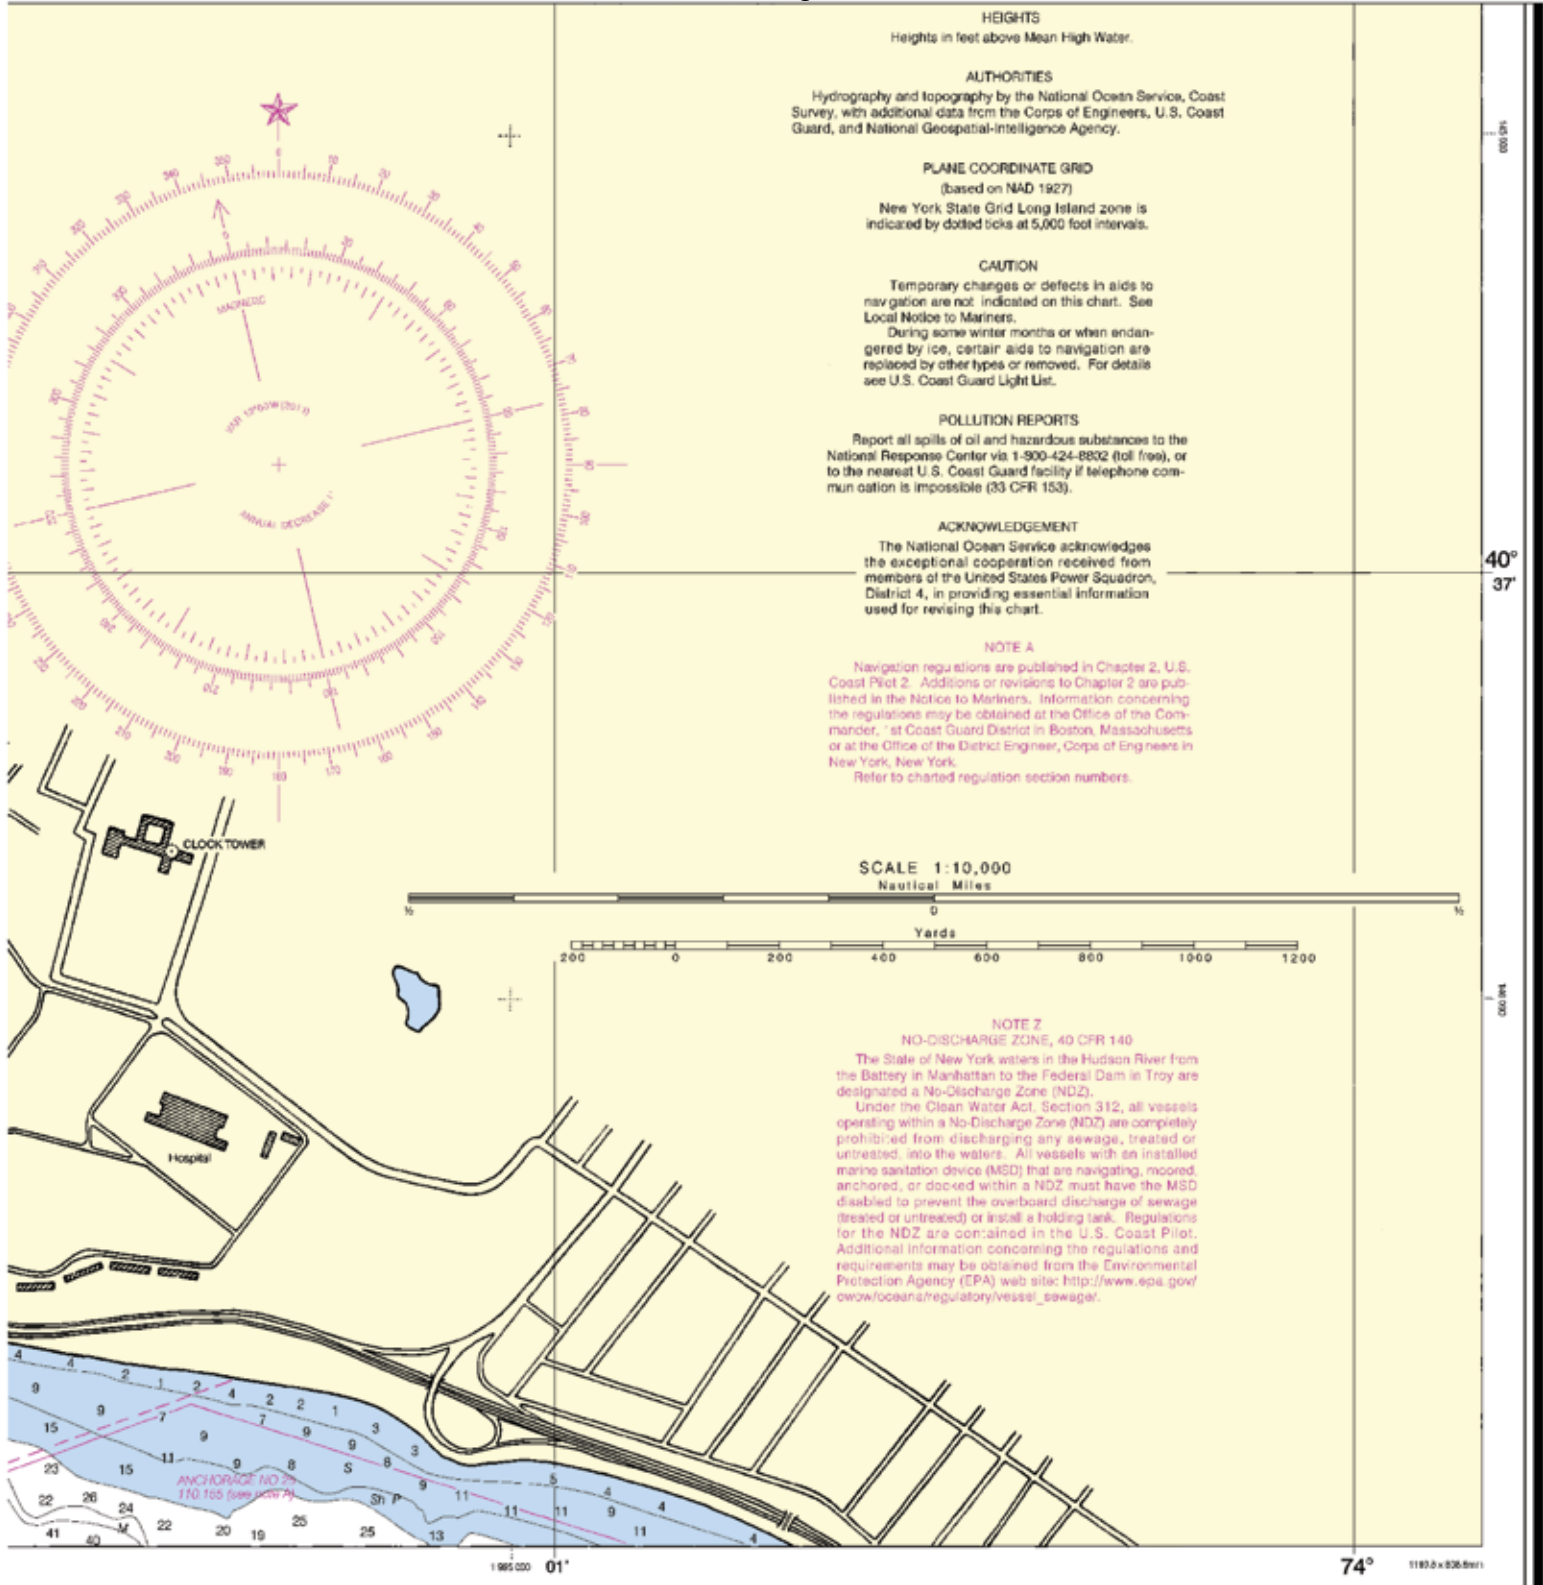 HEIGHTS
Heights in feet above Mean High Water.
AUTHORITIES
Hydrography and topography by the National Ocean Service, Coast
Survey, with additional data from the Corps of Engineers, U.S. Coast
Guard, and National Geospatial-Intelligence Agency.
PLANE COORDINATE GRID
(based on NAD 1927)
New York State Grid Long Island zone is
indicated by dotted ticks at 5,000 foot intervals.
CAUTION
Temporary changes or defects in aids to
nav gation are not indicated on this chart. See
Local Notice to Mariners.
During some winter months or when endan-
gered by ice, certain aids to navigation are
replaced by other types or removed. For details
see U.S. Coast Guard Light List.
POLLUTION REPORTS
Report all spills of oil and hazardous substances to the
National Response Center via 1-800-424-8802 (toll free), or
to the nearest U.S. Coast Guard facility if telephone com-
mun cation is impossible (33 CFR 153).
ACKNOWLEDGEMENT
The National Ocean Service acknowledges
the exceptional cooperation received from
members of the United States Power Squadron,
District 4, in providing essential information
used for revising this chart.
40°
37'
NOTE A
Navigation regu ations are published in Chapter 2, U.S.
Coast Pilot 2. Additions or revisions to Chapter 2 are pub-
lished in the Notice to Mariners. Information concerning
the regulations may be obtained at the Office of the Com-
mander, 1st Coast Guard District in Boston, Massachusetts
or at the Office of the District Engineer, Corps of Engineers in
New York, New York.
Refer to charted regulation section numbers.
MAGNETIC
ANNUAL DECREASE
CLOCK TOWER
SCALE 1:10,000
Nautical Miles
½ 0 ½
Yards
200 0 200 400 600 800 1000 1200
NOTE Z
NO-DISCHARGE ZONE, 40 CFR 140
The State of New York waters in the Hudson River from
the Battery in Manhattan to the Federal Dam in Troy are
designated a No-Discharge Zone (NDZ).
Under the Clean Water Act, Section 312, all vessels
operating within a No-Discharge Zone (NDZ) are completely
prohibited from discharging any sewage, treated or
untreated, into the waters. All vessels with an installed
marine sanitation device (MSD) that are navigating, moored,
anchored, or docked within a NDZ must have the MSD
disabled to prevent the overboard discharge of sewage
(treated or untreated) or install a holding tank. Regulations
for the NDZ are contained in the U.S. Coast Pilot.
Additional information concerning the regulations and
requirements may be obtained from the Environmental
Protection Agency (EPA) web site: http://www.epa.gov/
owow/oceans/regulatory/vessel_sewage/.
Hospital
ANCHORAGE NO 25
110.155 (see note A)
S
Sh P
M
01'
74°